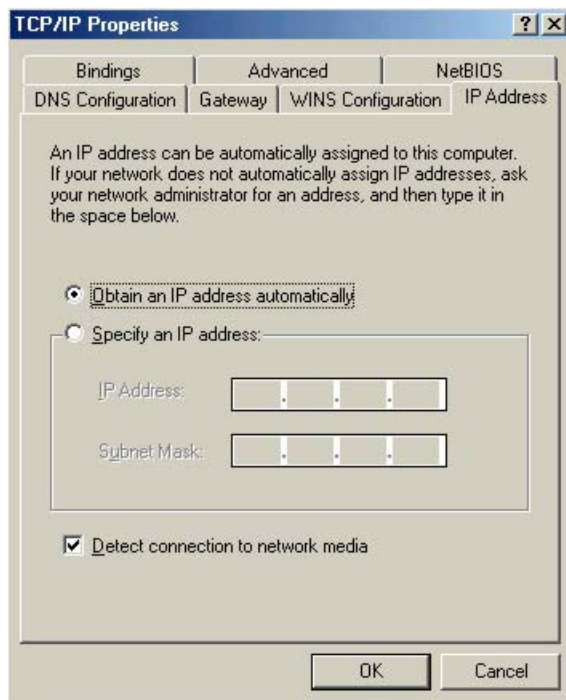 TCP/IP Properties
Bindings
Advanced
NetBIOS
DNS Configuration
Gateway
WINS Configuration
IP Address
An IP address can be automatically assigned to this computer.
If your network does not automatically assign IP addresses, ask
your network administrator for an address, and then type it in
the space below.
Obtain an IP address automatically
Specify an IP address:
IP Address:
. . .
Subnet Mask:
. . .
Detect connection to network media
OK
Cancel